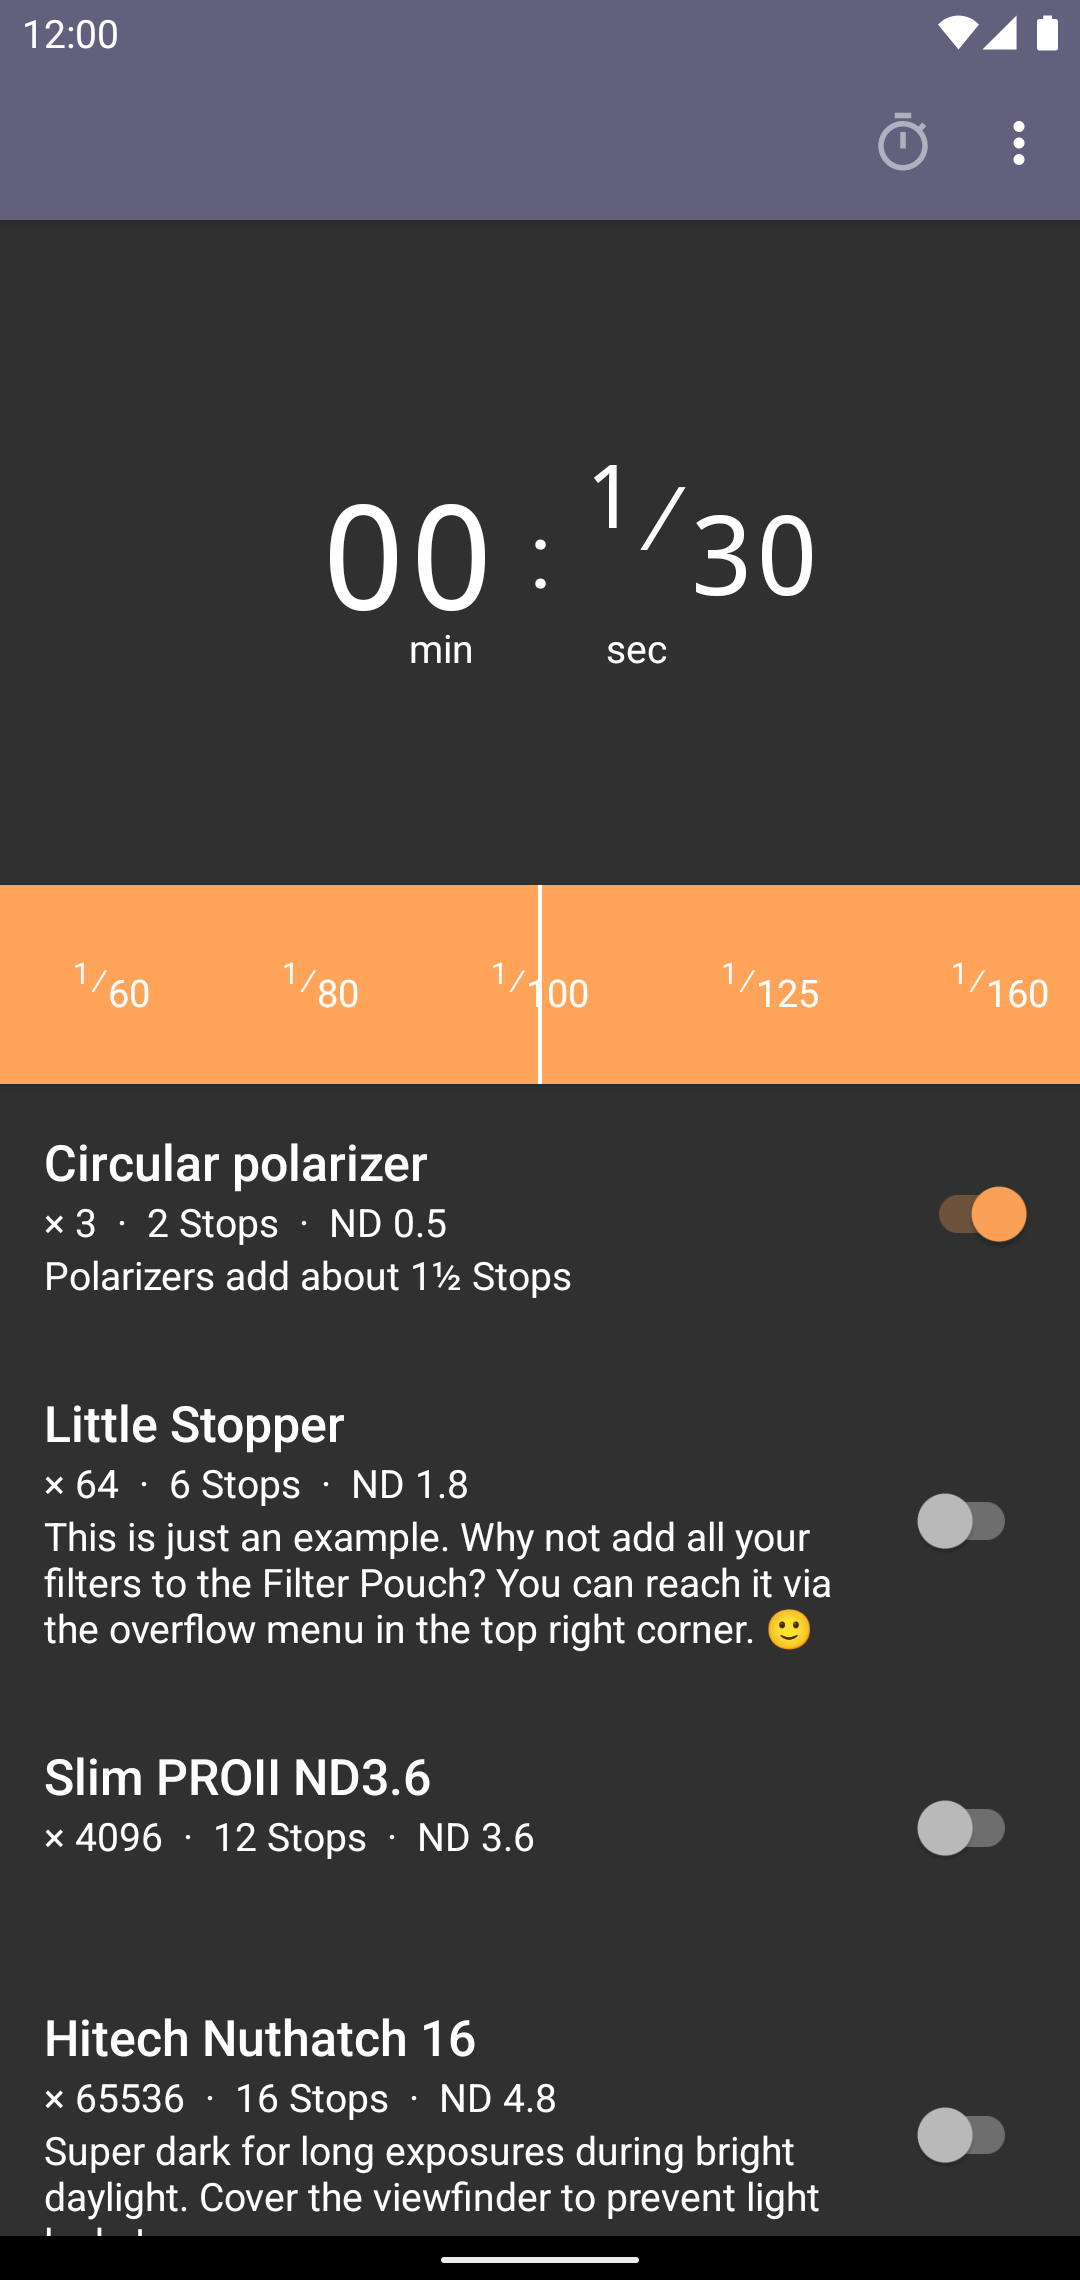 12:00
00 : 1/30
min sec
1/60 1/80 1/100 1/125 1/160
Circular polarizer
× 3 · 2 Stops · ND 0.5
Polarizers add about 1½ Stops
Little Stopper
× 64 · 6 Stops · ND 1.8
This is just an example. Why not add all your
filters to the Filter Pouch? You can reach it via
the overflow menu in the top right corner. 🙂
Slim PROII ND3.6
× 4096 · 12 Stops · ND 3.6
Hitech Nuthatch 16
× 65536 · 16 Stops · ND 4.8
Super dark for long exposures during bright
daylight. Cover the viewfinder to prevent light